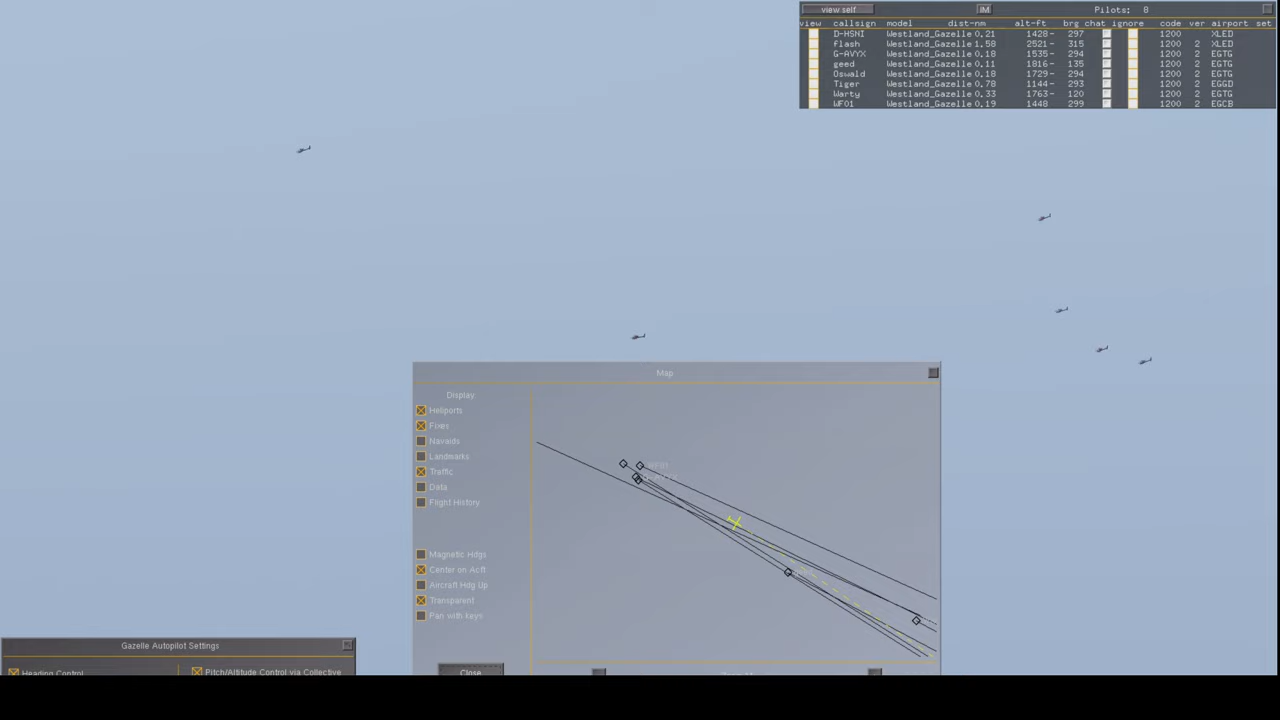 view self IM Pilots: 8
view callsign model dist-nm alt-ft brg chat ignore code ver airport set
D-HSNI Westland_Gazelle 0.21 1428- 297 1200 XLED
flash Westland_Gazelle 1.58 2521- 315 1200 2 XLED
G-AVYX Westland_Gazelle 0.18 1535- 294 1200 2 EGTG
geed Westland_Gazelle 0.11 1816- 135 1200 2 EGTG
Oswald Westland_Gazelle 0.18 1729- 294 1200 2 EGTG
Tiger Westland_Gazelle 0.78 1144- 293 1200 2 EGGD
Warty Westland_Gazelle 0.33 1763- 120 1200 2 EGTG
WF01 Westland_Gazelle 0.19 1448 299 1200 2 EGCB
Map
Display
Heliports
Fixes
Navaids
Landmarks
Traffic
Data
Flight History
Magnetic Hdgs
Center on Acft
Aircraft Hdg Up
Transparent
Pan with keys
Close
WF01
Gazelle Autopilot Settings
Heading Control Pitch/Altitude Control via Collective